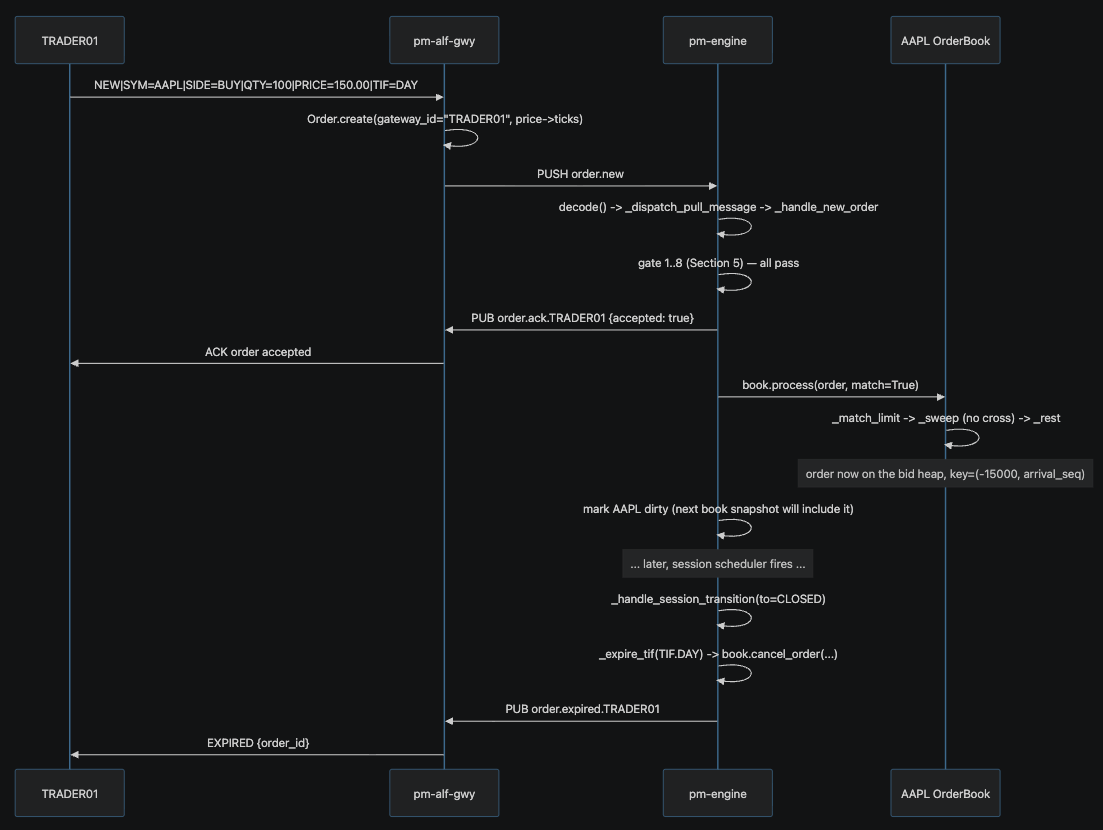 TRADER01
pm-alf-gwy
pm-engine
AAPL OrderBook
NEW|SYM=AAPL|SIDE=BUY|QTY=100|PRICE=150.00|TIF=DAY
Order.create(gateway_id="TRADER01", price->ticks)
PUSH order.new
decode() -> _dispatch_pull_message -> _handle_new_order
gate 1..8 (Section 5) — all pass
PUB order.ack.TRADER01 {accepted: true}
ACK order accepted
book.process(order, match=True)
_match_limit -> _sweep (no cross) -> _rest
order now on the bid heap, key=(-15000, arrival_seq)
mark AAPL dirty (next book snapshot will include it)
... later, session scheduler fires ...
_handle_session_transition(to=CLOSED)
_expire_tif(TIF.DAY) -> book.cancel_order(...)
PUB order.expired.TRADER01
EXPIRED {order_id}
TRADER01
pm-alf-gwy
pm-engine
AAPL OrderBook